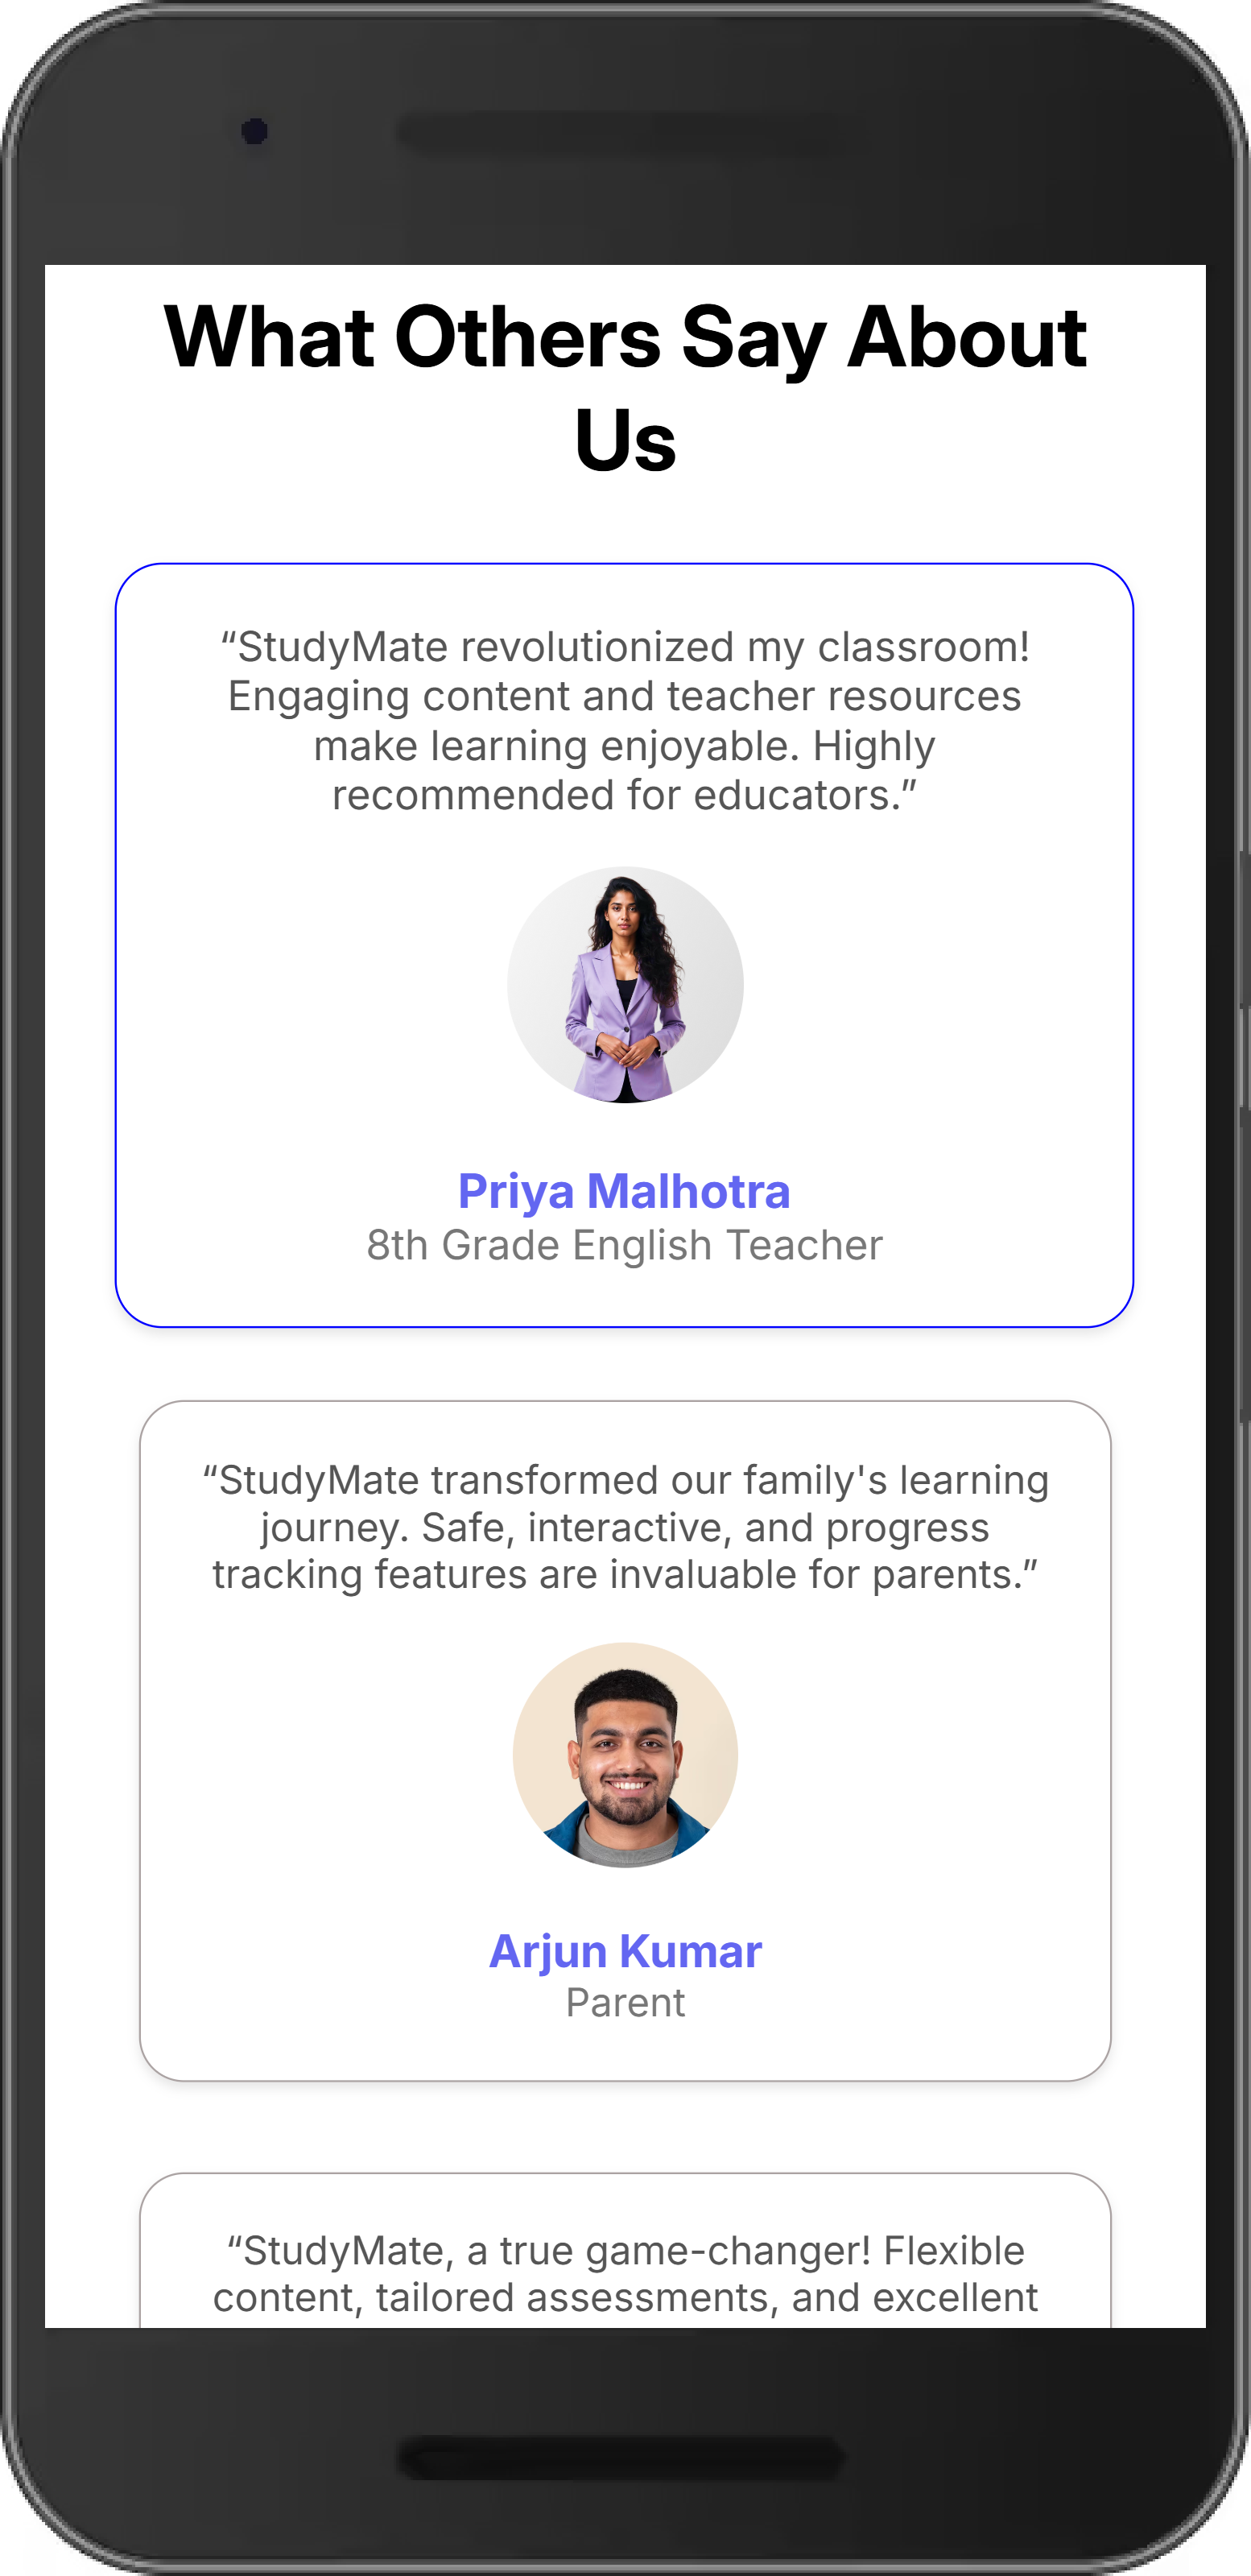 What Others Say About
Us
“StudyMate revolutionized my classroom!
Engaging content and teacher resources
make learning enjoyable. Highly
recommended for educators.”
Priya Malhotra
8th Grade English Teacher
“StudyMate transformed our family's learning
journey. Safe, interactive, and progress
tracking features are invaluable for parents.”
Arjun Kumar
Parent
“StudyMate, a true game-changer! Flexible
content, tailored assessments, and excellent